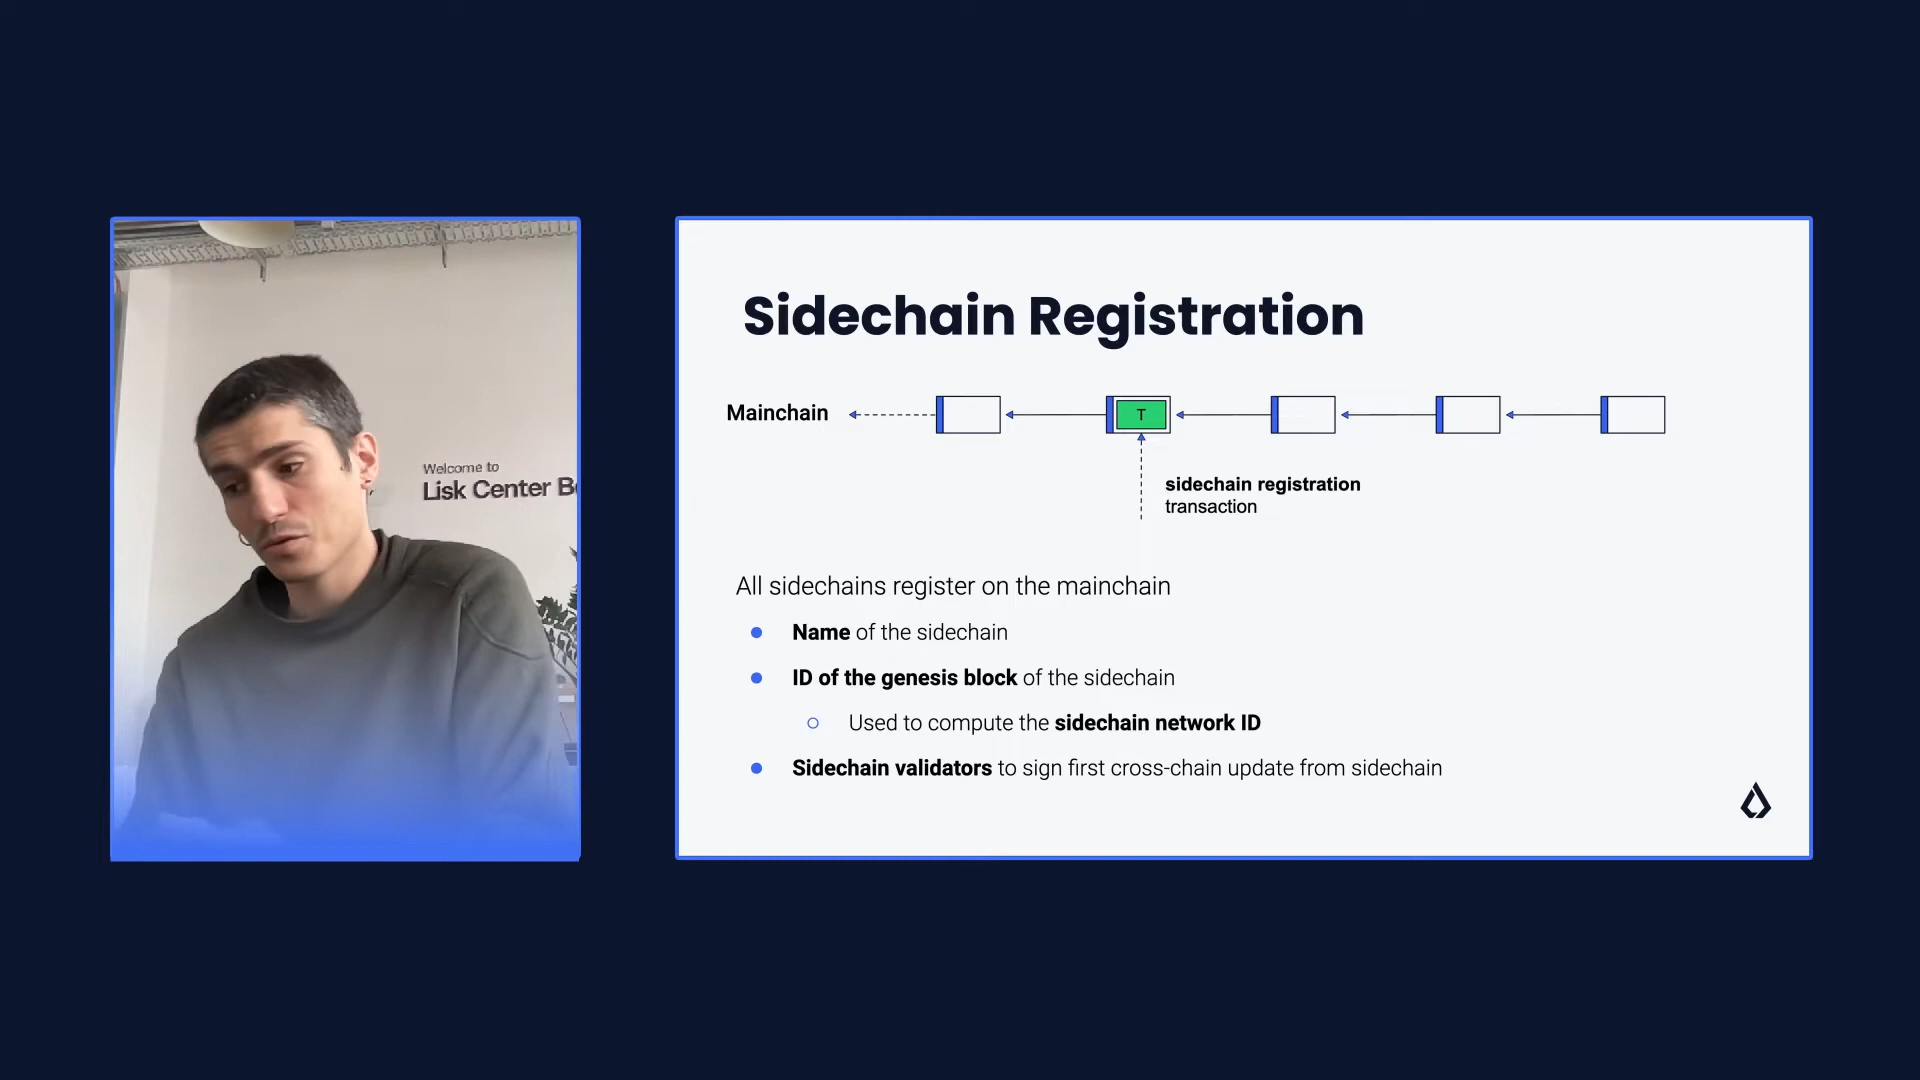 Welcome to
Lisk Center
Sidechain Registration
Mainchain
T
sidechain registration
transaction
All sidechains register on the mainchain
Name of the sidechain
ID of the genesis block of the sidechain
Used to compute the sidechain network ID
Sidechain validators to sign first cross-chain update from sidechain